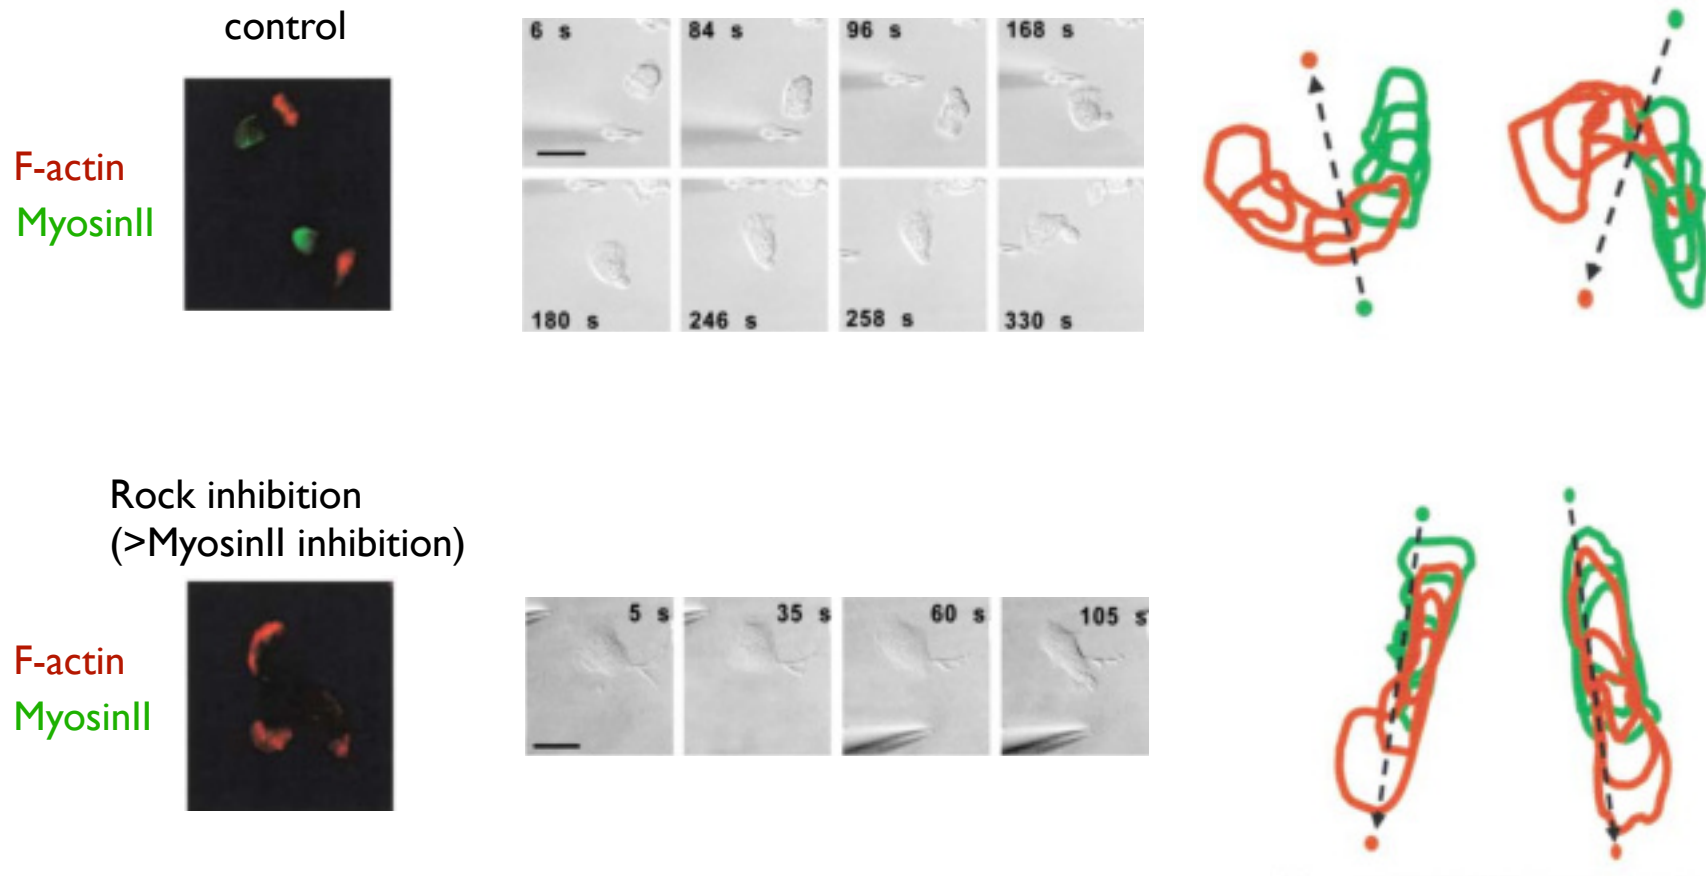 control
F-actin
MyosinII
6 s
84 s
96 s
168 s
180 s
246 s
258 s
330 s
Rock inhibition
(>MyosinII inhibition)
F-actin
MyosinII
5 s
35 s
60 s
105 s